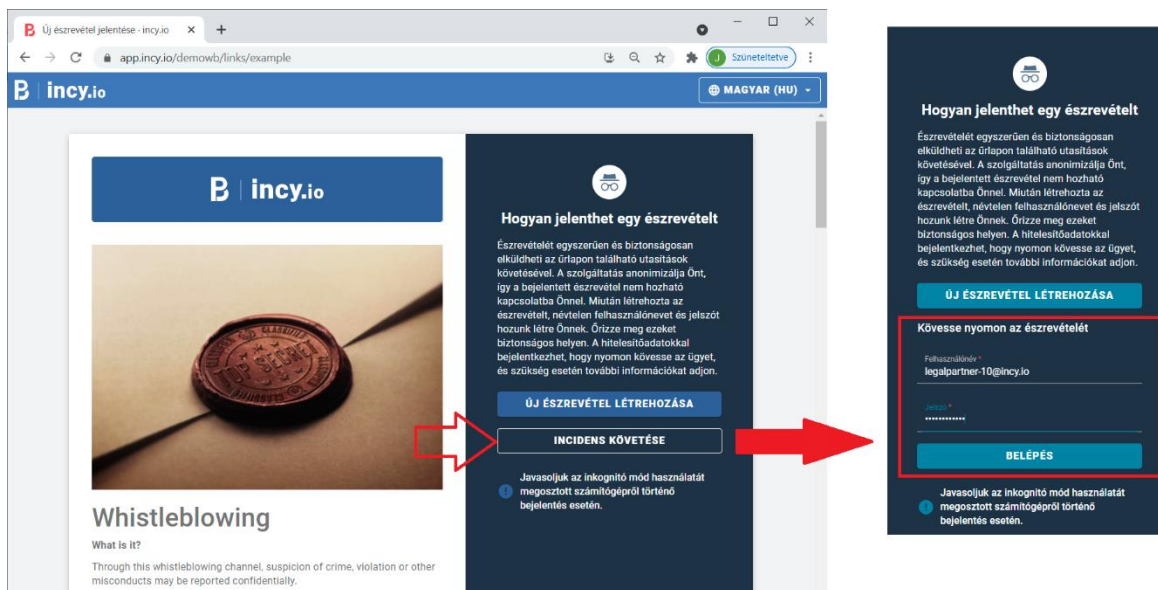 Új észrevétel jelentése - incy.io
app.incy.io/demowb/links/example
Szüneteltetve
incy.io
MAGYAR (HU)
incy.io
TOP SECRET
Whistleblowing
What is it?
Through this whistleblowing channel, suspicion of crime, violation or other
misconducts may be reported confidentially.
Hogyan jelenthet egy észrevételt
Észrevételét egyszerűen és biztonságosan
elküldheti az űrlapon található utasítások
követésével. A szolgáltatás anonimizálja Önt,
így a bejelentett észrevétel nem hozható
kapcsolatba Önnel. Miután létrehozta az
észrevételt, névtelen felhasználónevet és jelszót
hozunk létre Önnek. Őrizze meg ezeket
biztonságos helyen. A hitelesítőadatokkal
bejelentkezhet, hogy nyomon kövesse az ügyet,
és szükség esetén további információkat adjon.
ÚJ ÉSZREVÉTEL LÉTREHOZÁSA
INCIDENS KÖVETÉSE
Javasoljuk az inkognitó mód használatát
megosztott számítógépről történő
bejelentés esetén.
Hogyan jelenthet egy észrevételt
Észrevételét egyszerűen és biztonságosan
elküldheti az űrlapon található utasítások
követésével. A szolgáltatás anonimizálja Önt,
így a bejelentett észrevétel nem hozható
kapcsolatba Önnel. Miután létrehozta az
észrevételt, névtelen felhasználónevet és jelszót
hozunk létre Önnek. Őrizze meg ezeket
biztonságos helyen. A hitelesítőadatokkal
bejelentkezhet, hogy nyomon kövesse az ügyet,
és szükség esetén további információkat adjon.
ÚJ ÉSZREVÉTEL LÉTREHOZÁSA
Kövesse nyomon az észrevételét
Felhasználónév *
legalpartner-10@incy.io
Jelszó *
••••••••••••
BELÉPÉS
Javasoljuk az inkognitó mód használatát
megosztott számítógépről történő
bejelentés esetén.